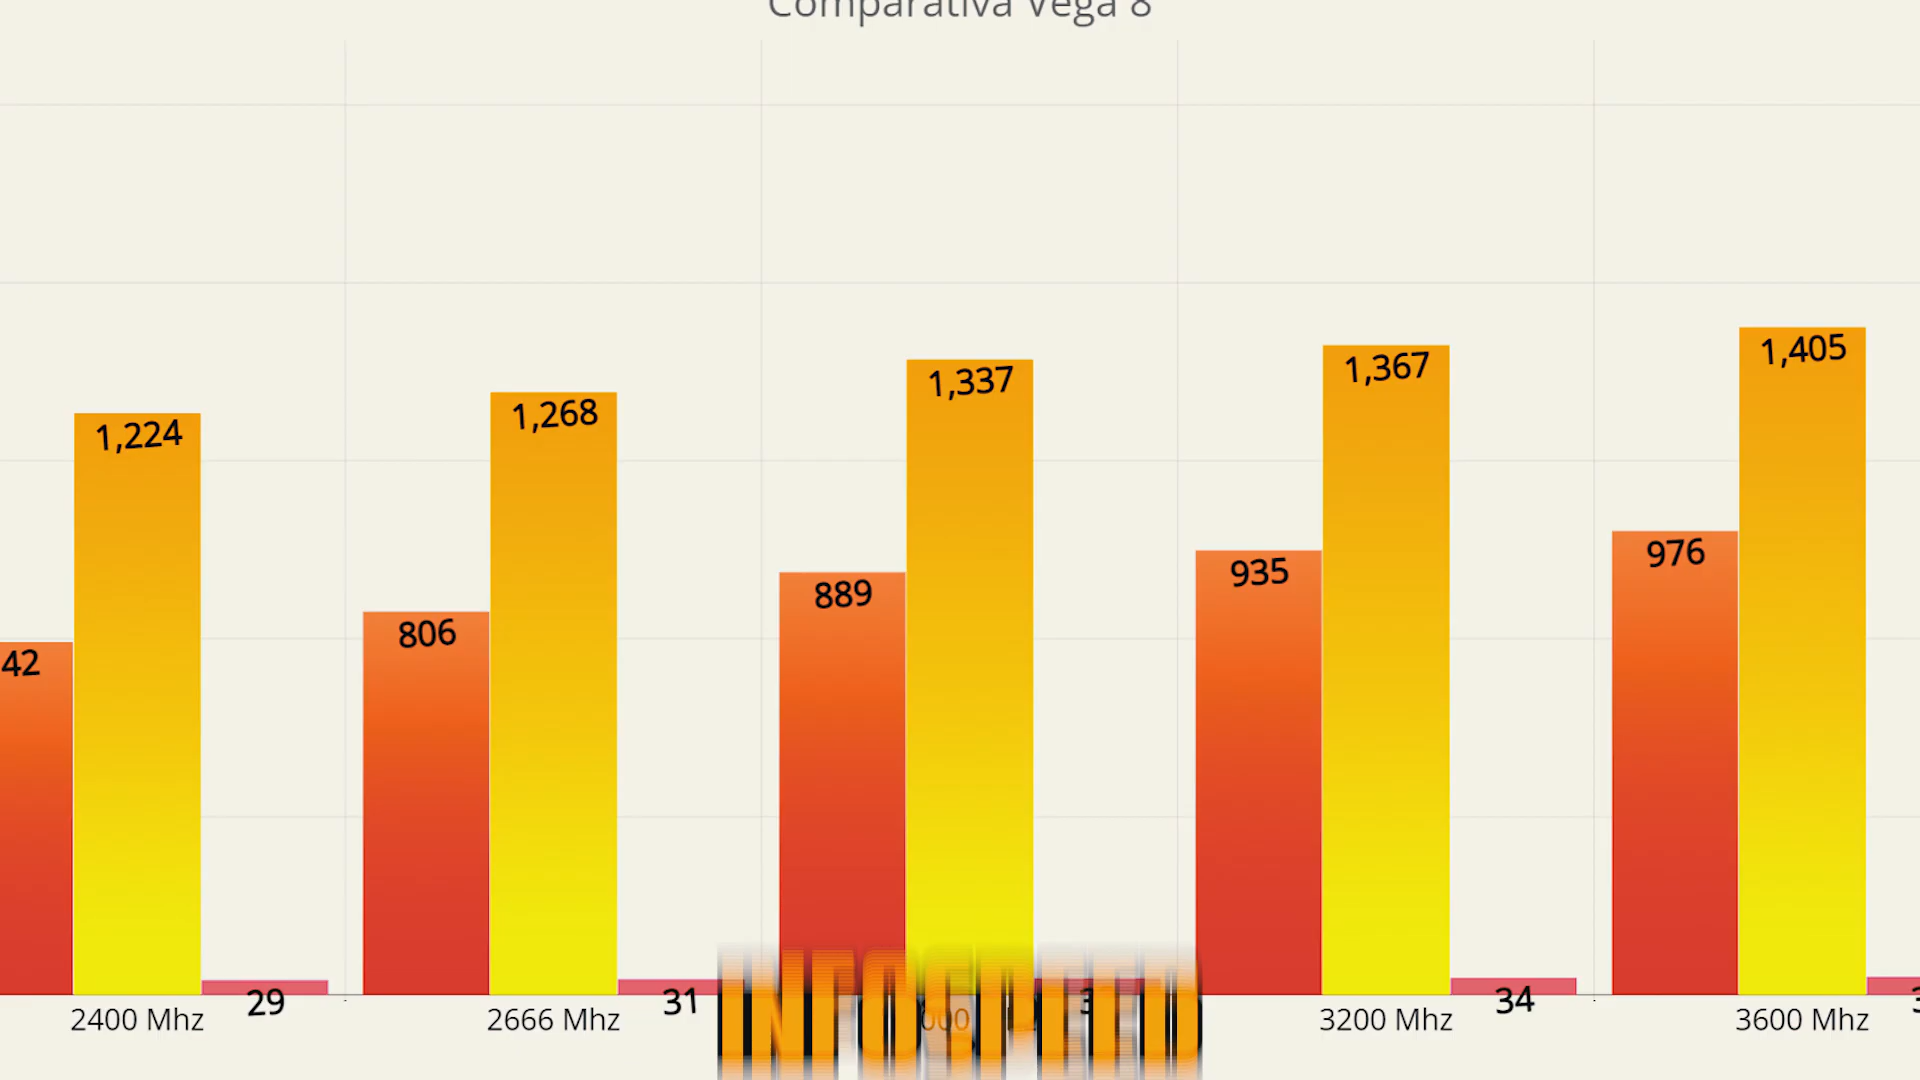 Comparativa Vega 8
1,405
1,367
1,337
1,268
1,224
976
935
889
806
42
29
31
34
2400 Mhz
2666 Mhz
3200 Mhz
3600 Mhz
INFOSPEED